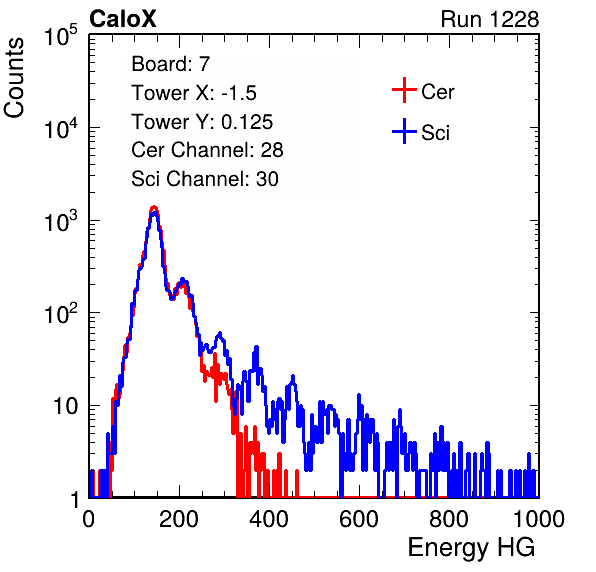 CaloX Run 1228
Counts
10^5
10^4
10^3
10^2
10
1
Board: 7
Tower X: -1.5
Tower Y: 0.125
Cer Channel: 28
Sci Channel: 30
Cer
Sci
0 200 400 600 800 1000
Energy HG